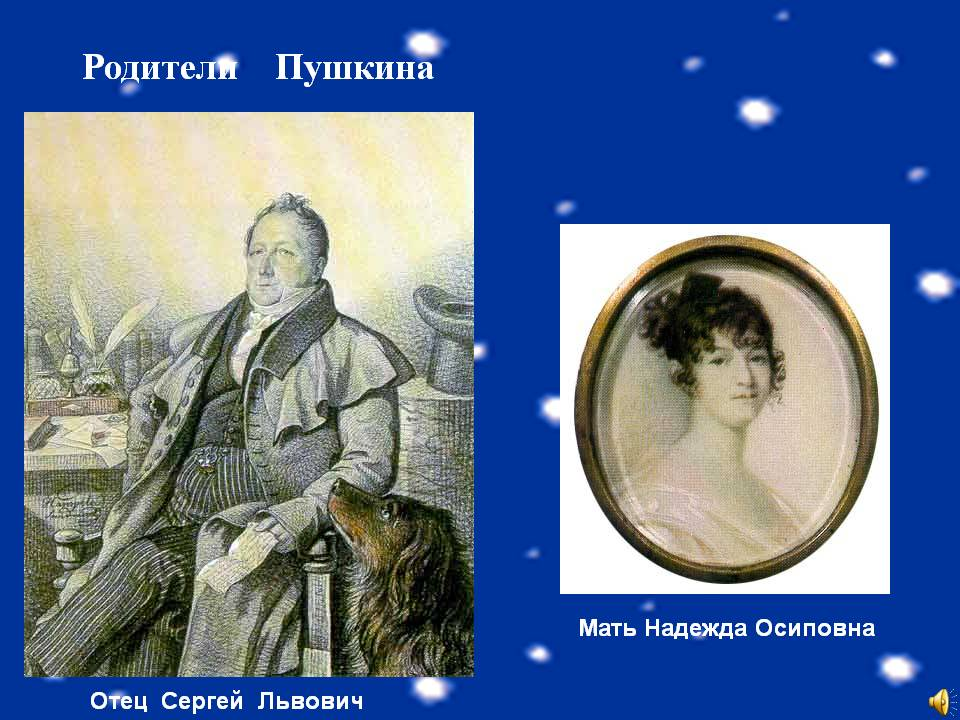 Родители Пушкина
Мать Надежда Осиповна
Отец Сергей Львович